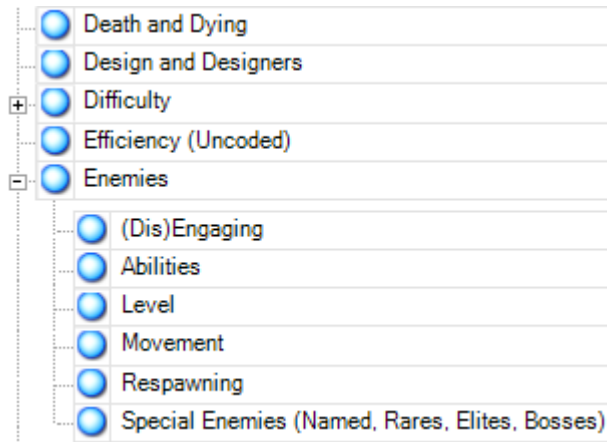 Death and Dying
Design and Designers
Difficulty
Efficiency (Uncoded)
Enemies
(Dis)Engaging
Abilities
Level
Movement
Respawning
Special Enemies (Named, Rares, Elites, Bosses)